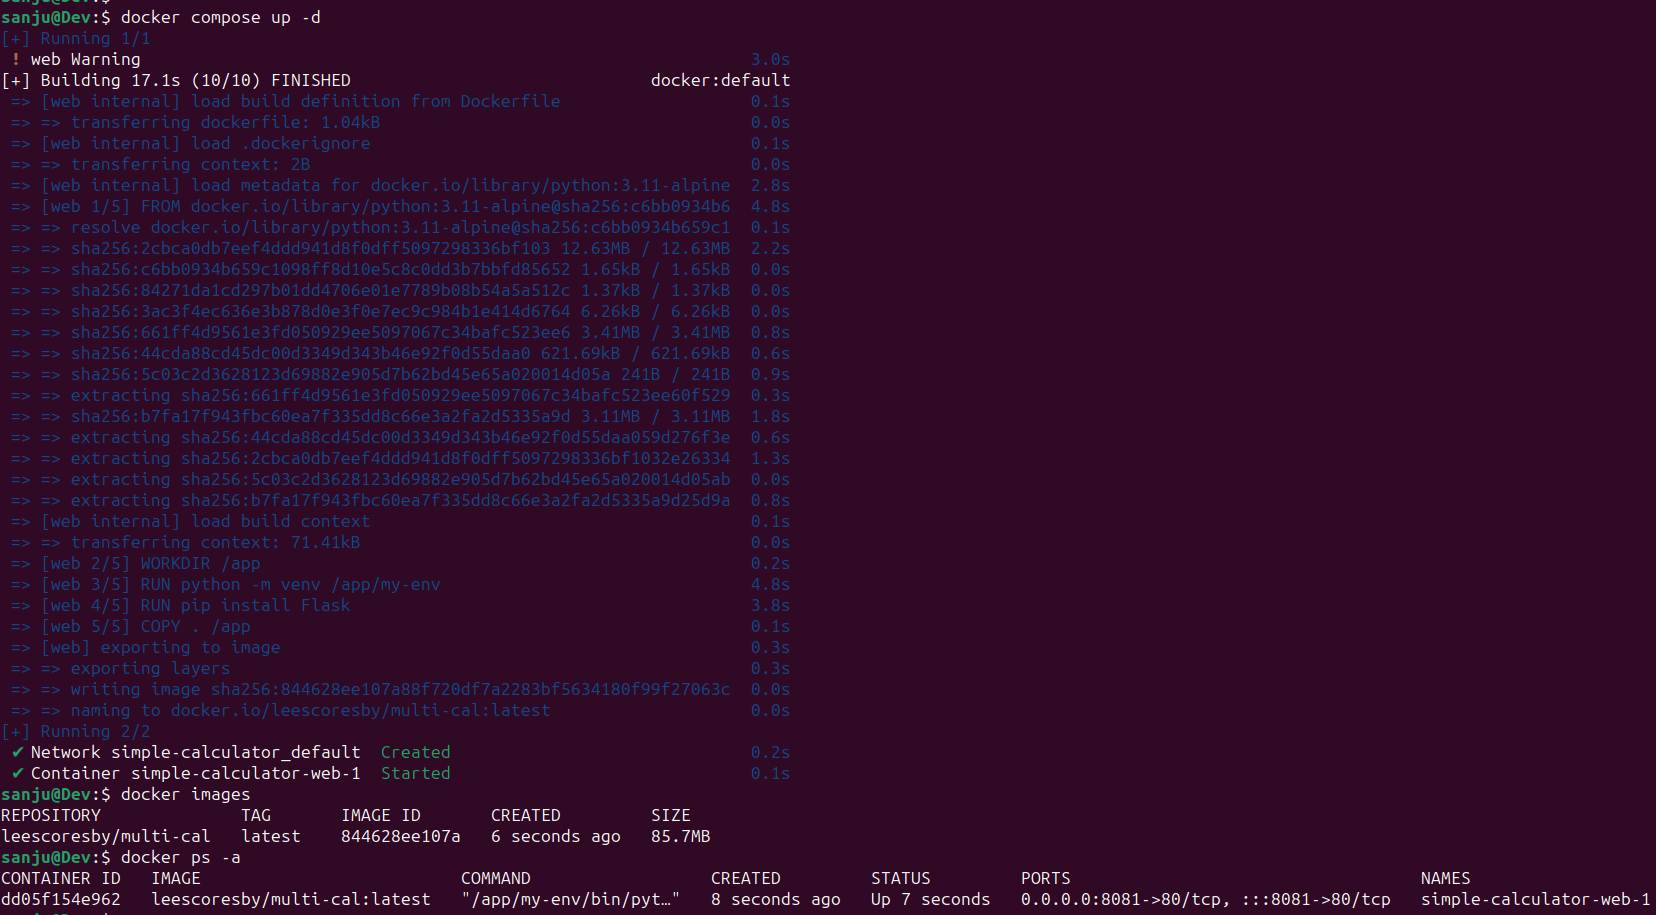 sanju@Dev:$ docker compose up -d
[+] Running 1/1
! web Warning 3.0s
[+] Building 17.1s (10/10) FINISHED docker:default
=> [web internal] load build definition from Dockerfile 0.1s
=> => transferring dockerfile: 1.04kB 0.0s
=> [web internal] load .dockerignore 0.1s
=> => transferring context: 2B 0.0s
=> [web internal] load metadata for docker.io/library/python:3.11-alpine 2.8s
=> [web 1/5] FROM docker.io/library/python:3.11-alpine@sha256:c6bb0934b6 4.8s
=> => resolve docker.io/library/python:3.11-alpine@sha256:c6bb0934b659c1 0.1s
=> => sha256:2cbca0db7eef4ddd941d8f0dff5097298336bf103 12.63MB / 12.63MB 2.2s
=> => sha256:c6bb0934b659c1098ff8d10e5c8c0dd3b7bbfd85652 1.65kB / 1.65kB 0.0s
=> => sha256:84271da1cd297b01dd4706e01e7789b08b54a5a512c 1.37kB / 1.37kB 0.0s
=> => sha256:3ac3f4ec636e3b878d0e3f0e7ec9c984b1e414d6764 6.26kB / 6.26kB 0.0s
=> => sha256:661ff4d9561e3fd050929ee5097067c34bafc523ee6 3.41MB / 3.41MB 0.8s
=> => sha256:44cda88cd45dc00d3349d343b46e92f0d55daa0 621.69kB / 621.69kB 0.6s
=> => sha256:5c03c2d3628123d69882e905d7b62bd45e65a020014d05a 241B / 241B 0.9s
=> => extracting sha256:661ff4d9561e3fd050929ee5097067c34bafc523ee60f529 0.3s
=> => sha256:b7fa17f943fbc60ea7f335dd8c66e3a2fa2d5335a9d 3.11MB / 3.11MB 1.8s
=> => extracting sha256:44cda88cd45dc00d3349d343b46e92f0d55daa059d276f3e 0.6s
=> => extracting sha256:2cbca0db7eef4ddd941d8f0dff5097298336bf1032e26334 1.3s
=> => extracting sha256:5c03c2d3628123d69882e905d7b62bd45e65a020014d05ab 0.0s
=> => extracting sha256:b7fa17f943fbc60ea7f335dd8c66e3a2fa2d5335a9d25d9a 0.8s
=> [web internal] load build context 0.1s
=> => transferring context: 71.41kB 0.0s
=> [web 2/5] WORKDIR /app 0.2s
=> [web 3/5] RUN python -m venv /app/my-env 4.8s
=> [web 4/5] RUN pip install Flask 3.8s
=> [web 5/5] COPY . /app 0.1s
=> [web] exporting to image 0.3s
=> => exporting layers 0.3s
=> => writing image sha256:844628ee107a88f720df7a2283bf5634180f99f27063c 0.0s
=> => naming to docker.io/leescoresby/multi-cal:latest 0.0s
[+] Running 2/2
✔ Network simple-calculator_default Created 0.2s
✔ Container simple-calculator-web-1 Started 0.1s
sanju@Dev:$ docker images
REPOSITORY TAG IMAGE ID CREATED SIZE
leescoresby/multi-cal latest 844628ee107a 6 seconds ago 85.7MB
sanju@Dev:$ docker ps -a
CONTAINER ID IMAGE COMMAND CREATED STATUS PORTS NAMES
dd05f154e962 leescoresby/multi-cal:latest "/app/my-env/bin/pyt…" 8 seconds ago Up 7 seconds 0.0.0.0:8081->80/tcp, :::8081->80/tcp simple-calculator-web-1